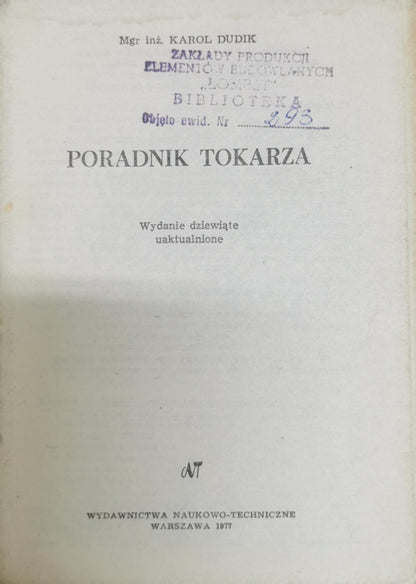 Mgr inż. KAROL DUDIK
ZAKŁADY PRODUKCJI
ELEMENTÓW BUDOWLANYCH
BIBLIOTEKA
Objęto ewid. Nr 293
PORADNIK TOKARZA
Wydanie dziewiąte
uaktualnione
WYDAWNICTWA NAUKOWO-TECHNICZNE
WARSZAWA 1977